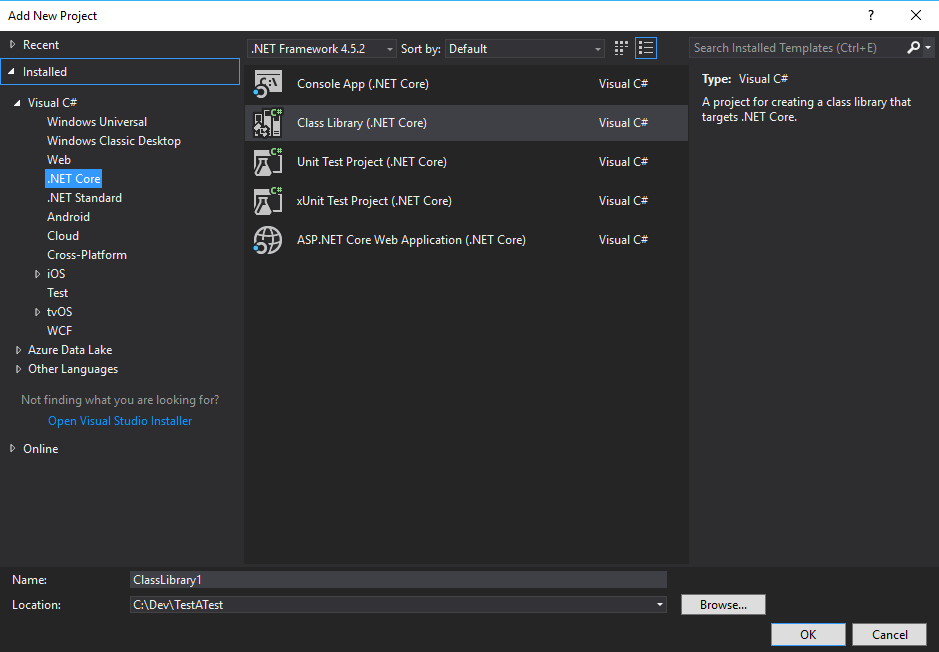 Add New Project
?
Recent
Installed
Visual C#
Windows Universal
Windows Classic Desktop
Web
.NET Core
.NET Standard
Android
Cloud
Cross-Platform
iOS
Test
tvOS
WCF
Azure Data Lake
Other Languages
Not finding what you are looking for?
Open Visual Studio Installer
Online
.NET Framework 4.5.2 Sort by: Default
Console App (.NET Core) Visual C#
C# Class Library (.NET Core) Visual C#
C# Unit Test Project (.NET Core) Visual C#
C# xUnit Test Project (.NET Core) Visual C#
ASP.NET Core Web Application (.NET Core) Visual C#
Search Installed Templates (Ctrl+E)
Type: Visual C#
A project for creating a class library that
targets .NET Core.
Name: ClassLibrary1
Location: C:\Dev\TestATest Browse...
OK Cancel